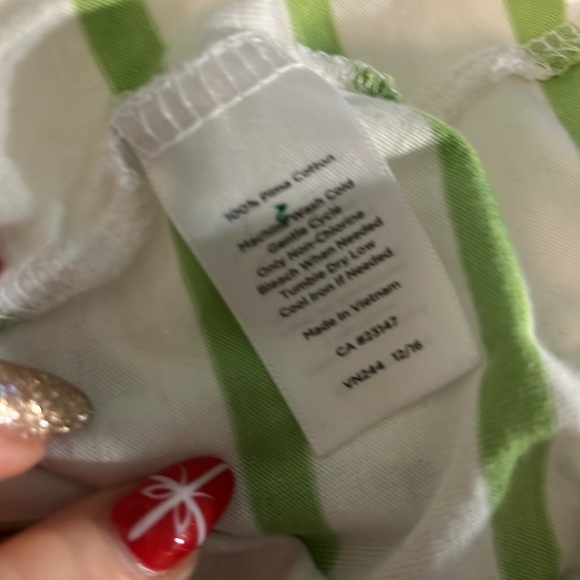 100% Pima Cotton
Machine Wash Cold
Gentle Cycle
Only Non-Chlorine
Bleach When Needed
Tumble Dry Low
Cool Iron If Needed
Made in Vietnam
CA #23147
VN244 12/16